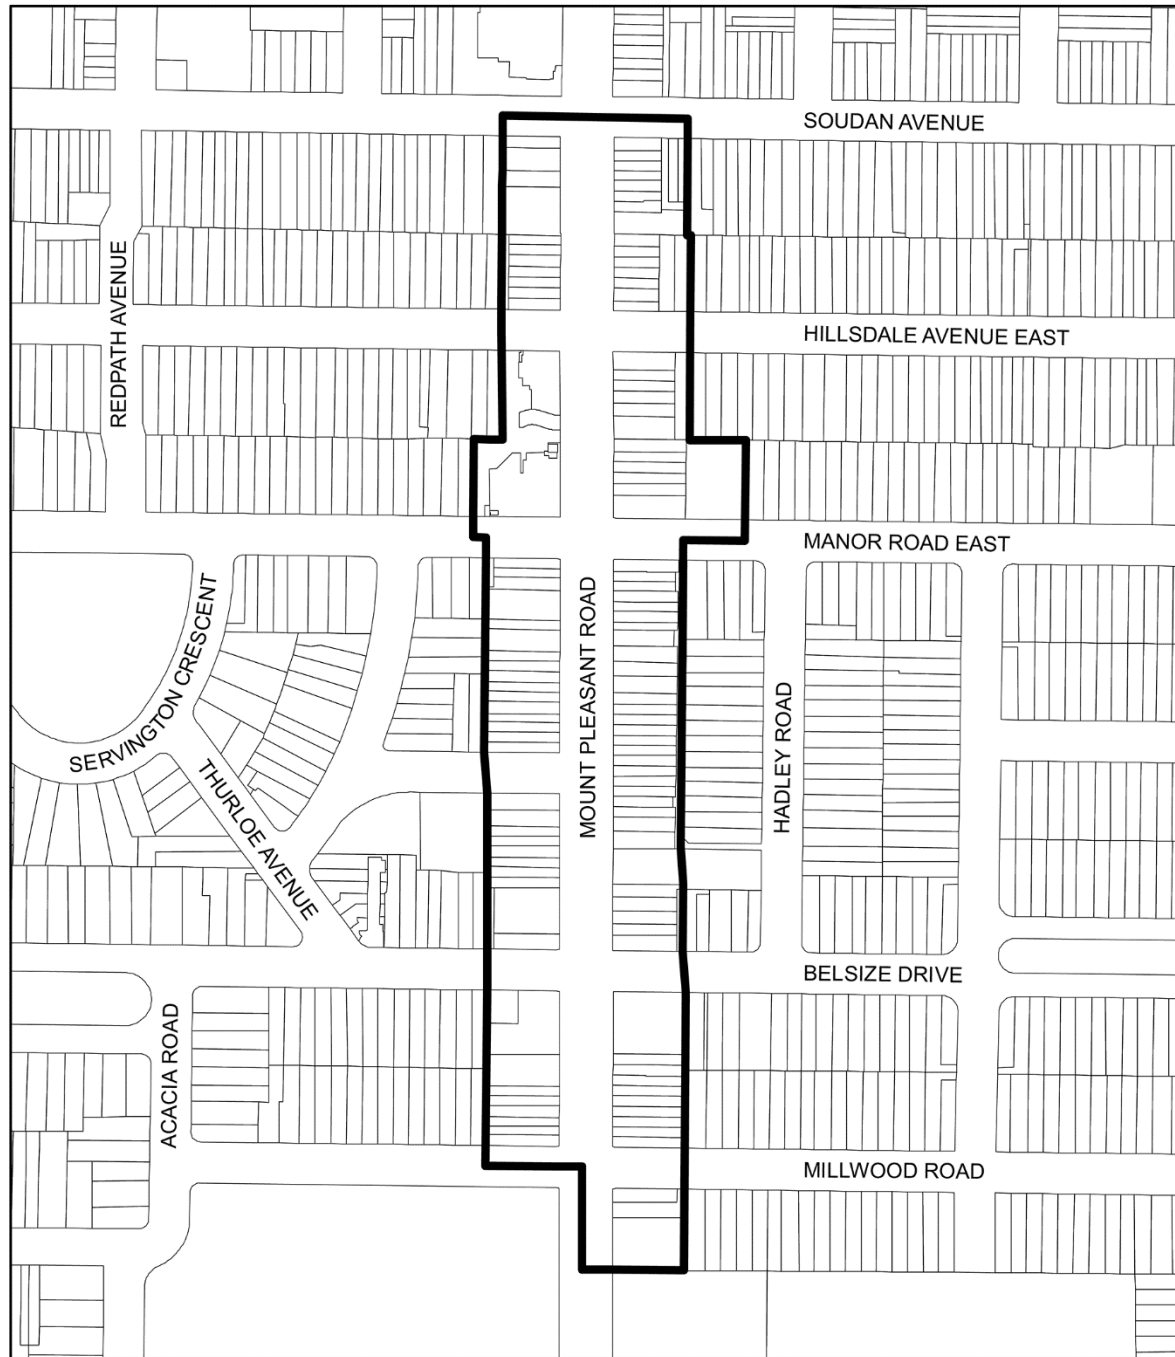 SOUDAN AVENUE
REDPATH AVENUE
HILLSDALE AVENUE EAST
MANOR ROAD EAST
SERVINGTON CRESCENT
MOUNT PLEASANT ROAD
HADLEY ROAD
THURLOE AVENUE
BELSIZE DRIVE
ACACIA ROAD
MILLWOOD ROAD